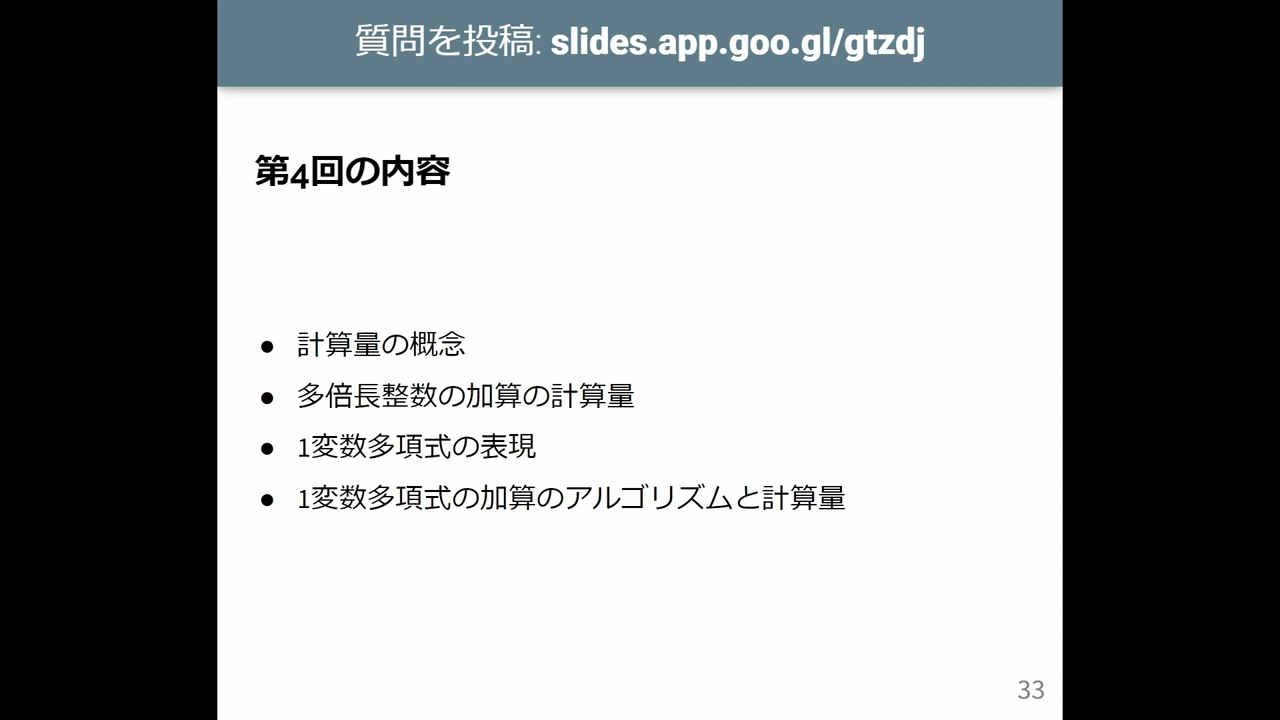 質問を投稿: slides.app.goo.gl/gtzdj
第4回の内容
● 計算量の概念
● 多倍長整数の加算の計算量
● 1変数多項式の表現
● 1変数多項式の加算のアルゴリズムと計算量
33